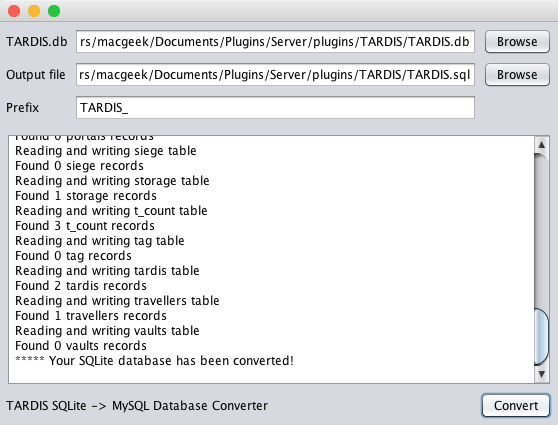 TARDIS.db rs/macgeek/Documents/Plugins/Server/plugins/TARDIS/TARDIS.db Browse
Output file rs/macgeek/Documents/Plugins/Server/plugins/TARDIS/TARDIS.sql Browse
Prefix TARDIS_
Found 0 portals records
Reading and writing siege table
Found 0 siege records
Reading and writing storage table
Found 1 storage records
Reading and writing t_count table
Found 3 t_count records
Reading and writing tag table
Found 0 tag records
Reading and writing tardis table
Found 2 tardis records
Reading and writing travellers table
Found 1 travellers records
Reading and writing vaults table
Found 0 vaults records
***** Your SQLite database has been converted!
TARDIS SQLite -> MySQL Database Converter Convert